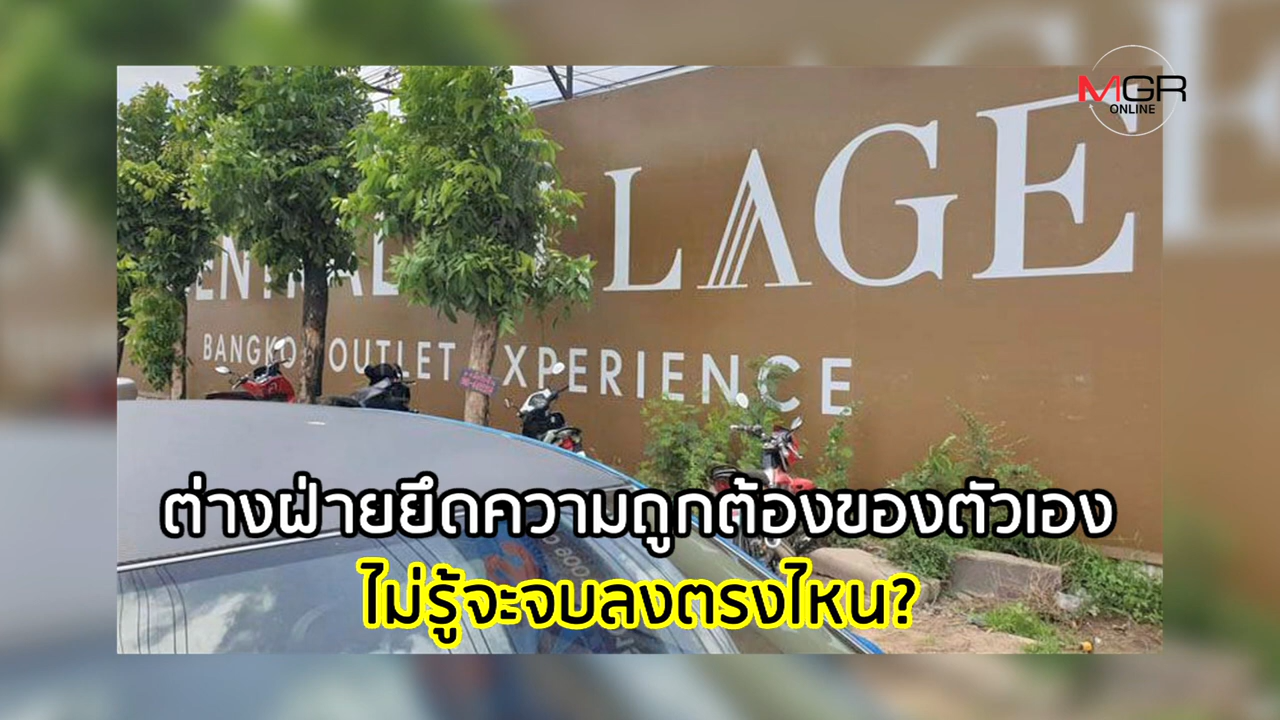 MGR
ONLINE
LAGE
BANGKO OUTLET XPERIENCE
ต่างฝ่ายยึดความถูกต้องของตัวเอง
ไม่รู้จะจบลงตรงไหน?